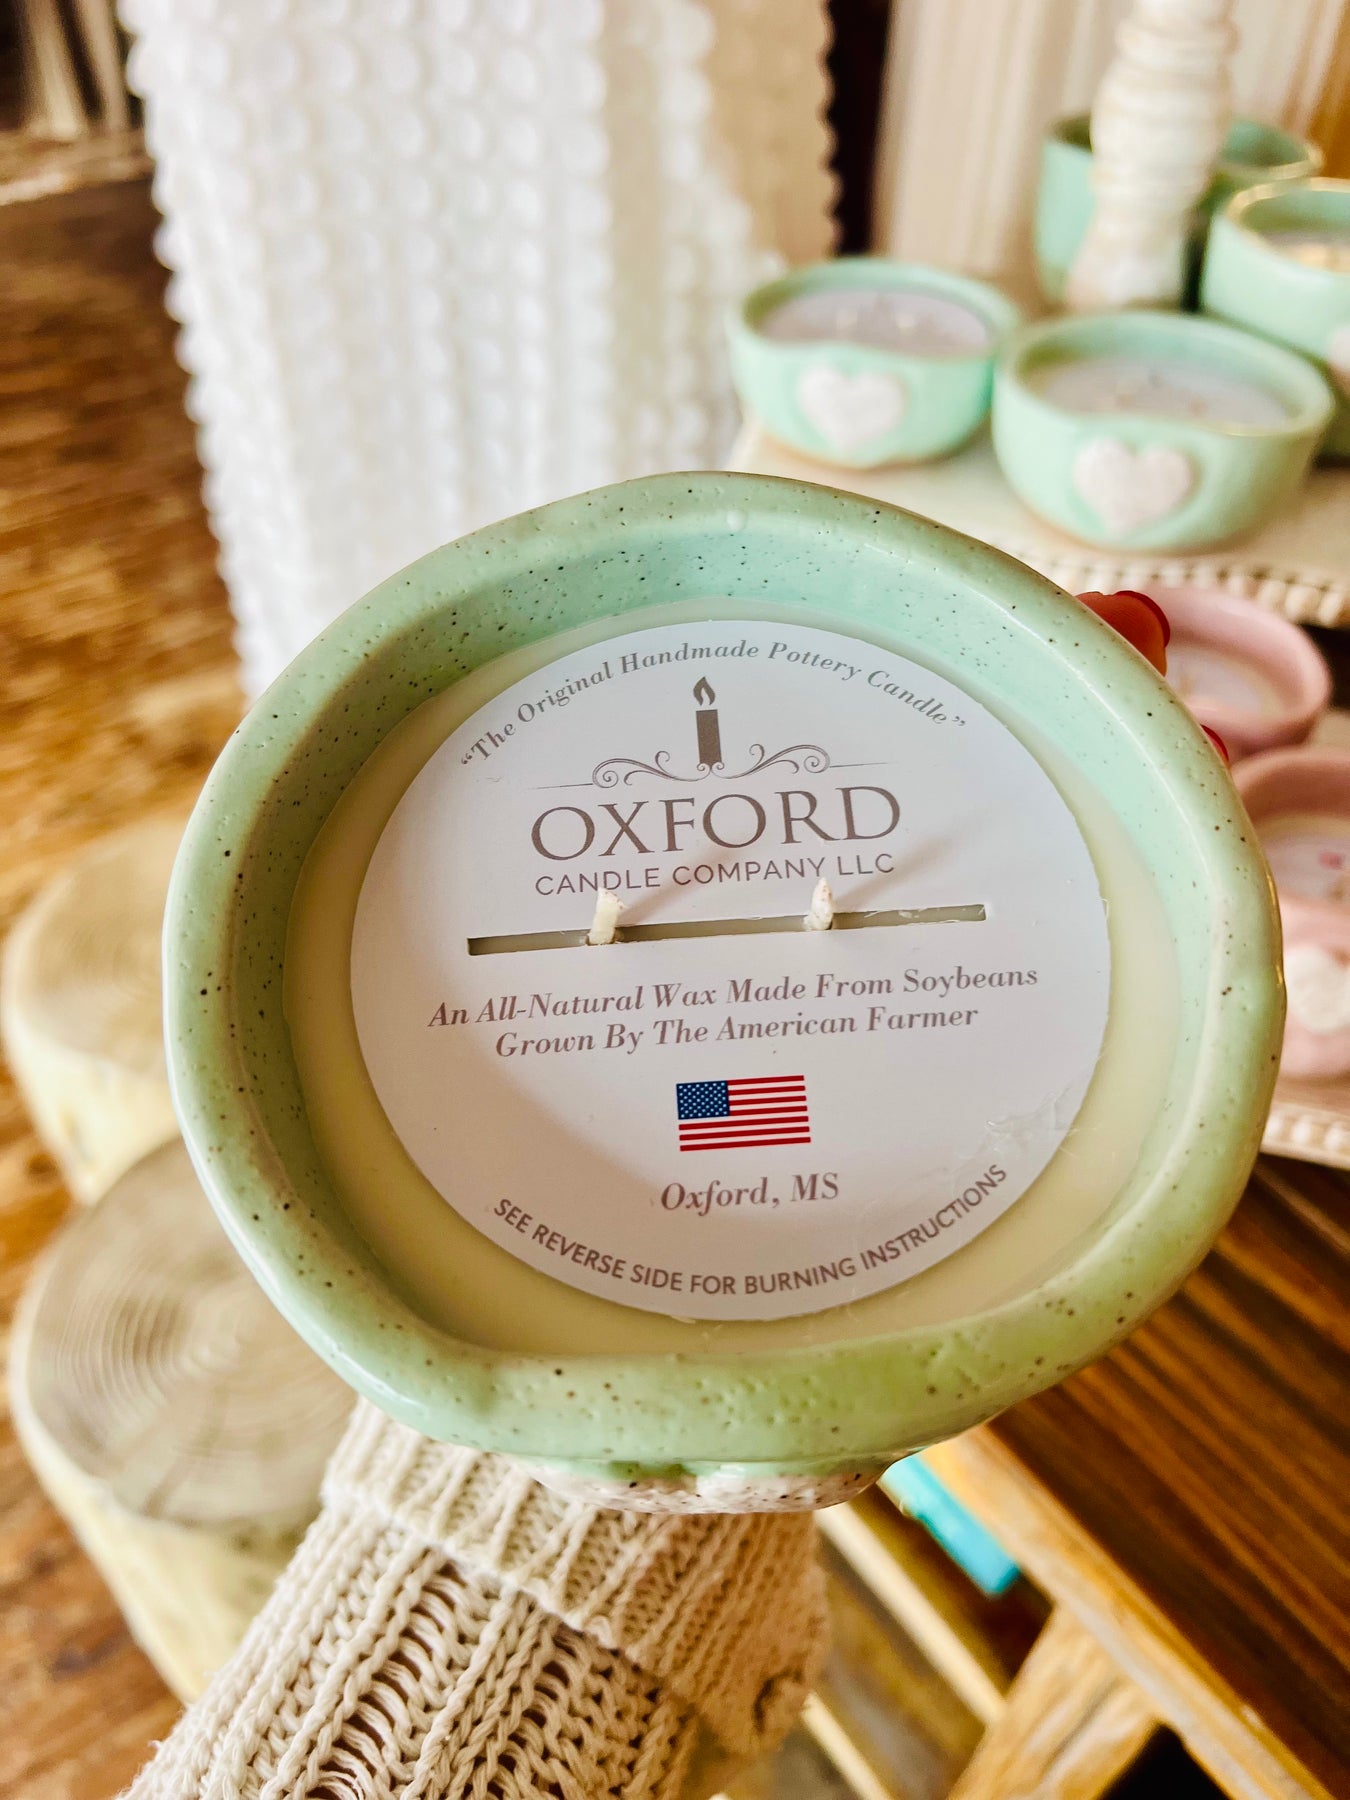 “The Original Handmade Pottery Candle”
OXFORD
CANDLE COMPANY LLC
An All-Natural Wax Made From Soybeans
Grown By The American Farmer
Oxford, MS
SEE REVERSE SIDE FOR BURNING INSTRUCTIONS